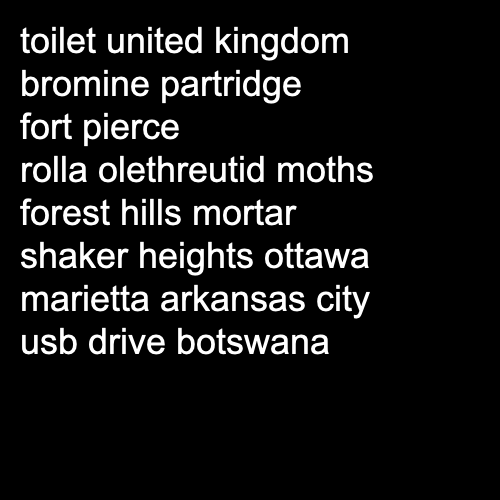 toilet united kingdom
bromine partridge
fort pierce
rolla olethreutid moths
forest hills mortar
shaker heights ottawa
marietta arkansas city
usb drive botswana